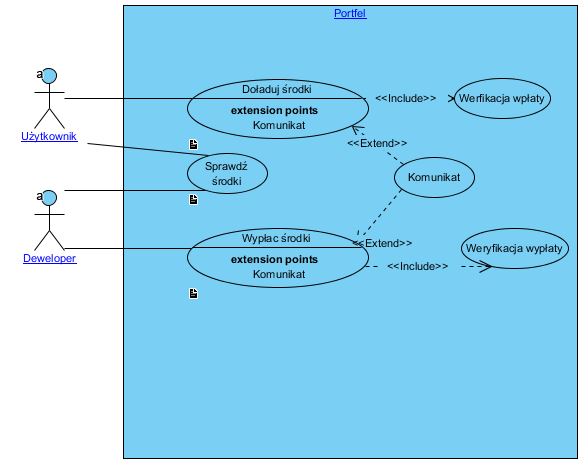 Portfel
a
Użytkownik
Doładuj środki
extension points
Komunikat
<<Include>>
Werfikacja wpłaty
<<Extend>>
Sprawdź
środki
Komunikat
a
Deweloper
Wypłac środki
extension points
Komunikat
<<Extend>>
<<Include>>
Weryfikacja wypłaty